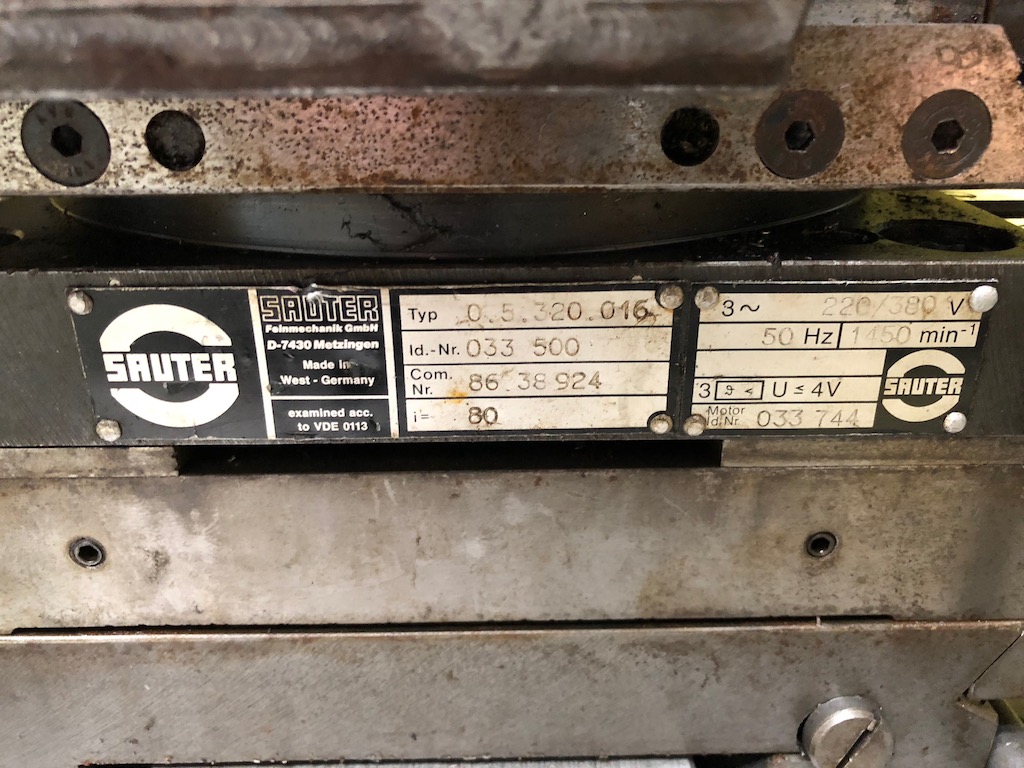 SAUTER
SAUTER
Feinmechanik GmbH
D-7430 Metzingen
Made in
West - Germany
examined acc.
to VDE 0113
Typ 0.5.320.016
Id.-Nr. 033 500
Com. Nr. 86 38 924
i= 80
3~ 220/380 V
50 Hz 1450 min-1
3 ϑ < U ≤ 4V
Motor Id.Nr. 033 744
SAUTER